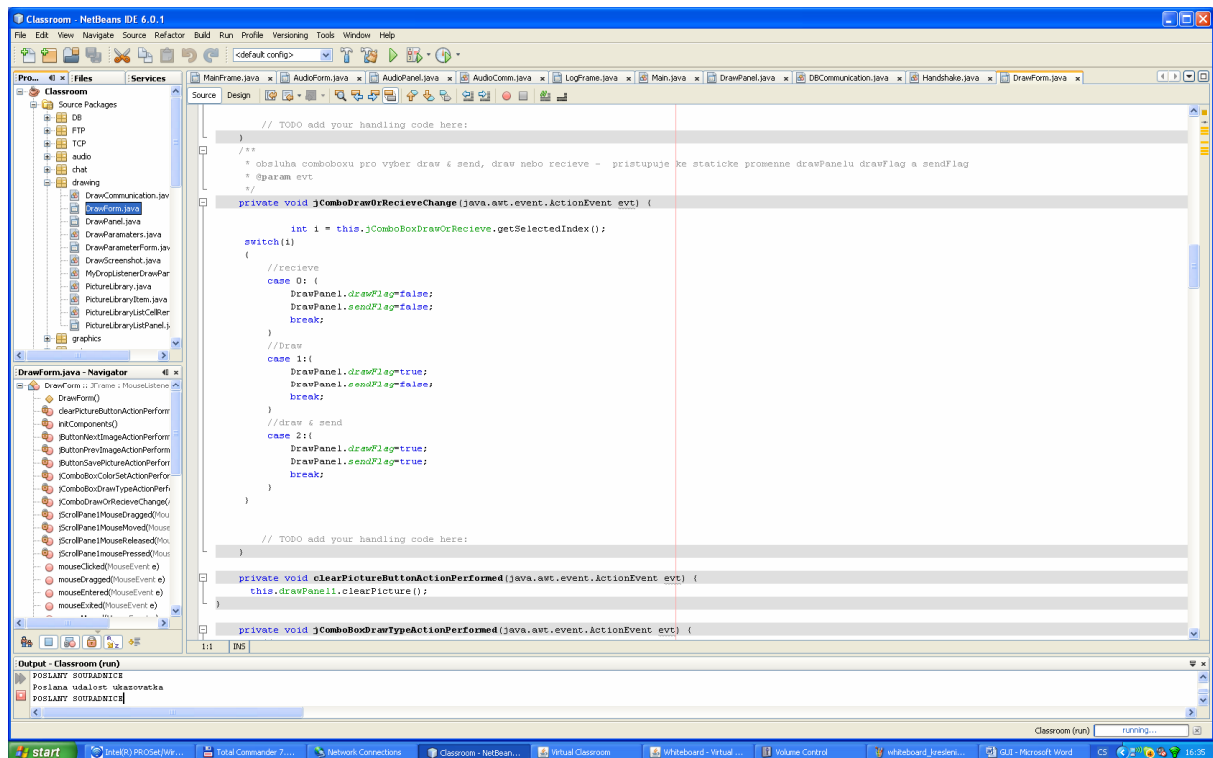 Classroom - NetBeans IDE 6.0.1
File Edit View Navigate Source Refactor Build Run Profile Versioning Tools Window Help
<default config>
Pro... Files Services
MainFrame.java x AudioForm.java x AudioPanel.java x AudioComm.java x LogFrame.java x Main.java x DrawPanel.java x DBCommunication.java x Handshake.java x DrawForm.java x
Source Design
Classroom
Source Packages
DB
FTP
TCP
audio
chat
drawing
DrawCommunication.jav
DrawForm.java
DrawPanel.java
DrawParamaters.java
DrawParameterForm.jav
DrawScreenshot.java
MyDropListenerDrawPar
PictureLibrary.java
PictureLibraryItem.java
PictureLibraryListCellRer
PictureLibraryListPanel.j
graphics
DrawForm.java - Navigator
DrawForm :: JFrame : MouseListene
DrawForm()
clearPictureButtonActionPerform
initComponents()
jButtonNextImageActionPerform
jButtonPrevImageActionPerform
jButtonSavePictureActionPerforr
jComboBoxColorSetActionPerfor
jComboBoxDrawTypeActionPerf
jComboDrawOrRecieveChange(
jScrollPane1MouseDragged(Mou
jScrollPane1MouseMoved(Mouse
jScrollPane1MouseReleased(Mou
jScrollPane1mousePressed(Mous
mouseClicked(MouseEvent e)
mouseDragged(MouseEvent e)
mouseEntered(MouseEvent e)
mouseExited(MouseEvent e)
// TODO add your handling code here:
}
/**
* obsluha comboboxu pro vyber draw & send, draw nebo recieve - pristupuje ke staticke promenne drawPanelu drawFlag a sendFlag
* @param evt
*/
private void jComboDrawOrRecieveChange(java.awt.event.ActionEvent evt) {
int i = this.jComboBoxDrawOrRecieve.getSelectedIndex();
switch(i)
{
//recieve
case 0: {
DrawPanel.drawFlag=false;
DrawPanel.sendFlag=false;
break;
}
//Draw
case 1:{
DrawPanel.drawFlag=true;
DrawPanel.sendFlag=false;
break;
}
//draw & send
case 2:{
DrawPanel.drawFlag=true;
DrawPanel.sendFlag=true;
break;
}
}
// TODO add your handling code here:
}
private void clearPictureButtonActionPerformed(java.awt.event.ActionEvent evt) {
this.drawPanel1.clearPicture();
}
private void jComboBoxDrawTypeActionPerformed(java.awt.event.ActionEvent evt) {
1:1 INS
Output - Classroom (run)
POSLANY SOURADNICE
Poslana udalost ukazovatka
POSLANY SOURADNICE
Classroom (run) running...
start Intel(R) PROSet/Wir... Total Commander 7.... Network Connections Classroom - NetBean... Virtual Classroom Whiteboard - Virtual ... Volume Control whiteboard_kresleni... GUI - Microsoft Word CS 16:35